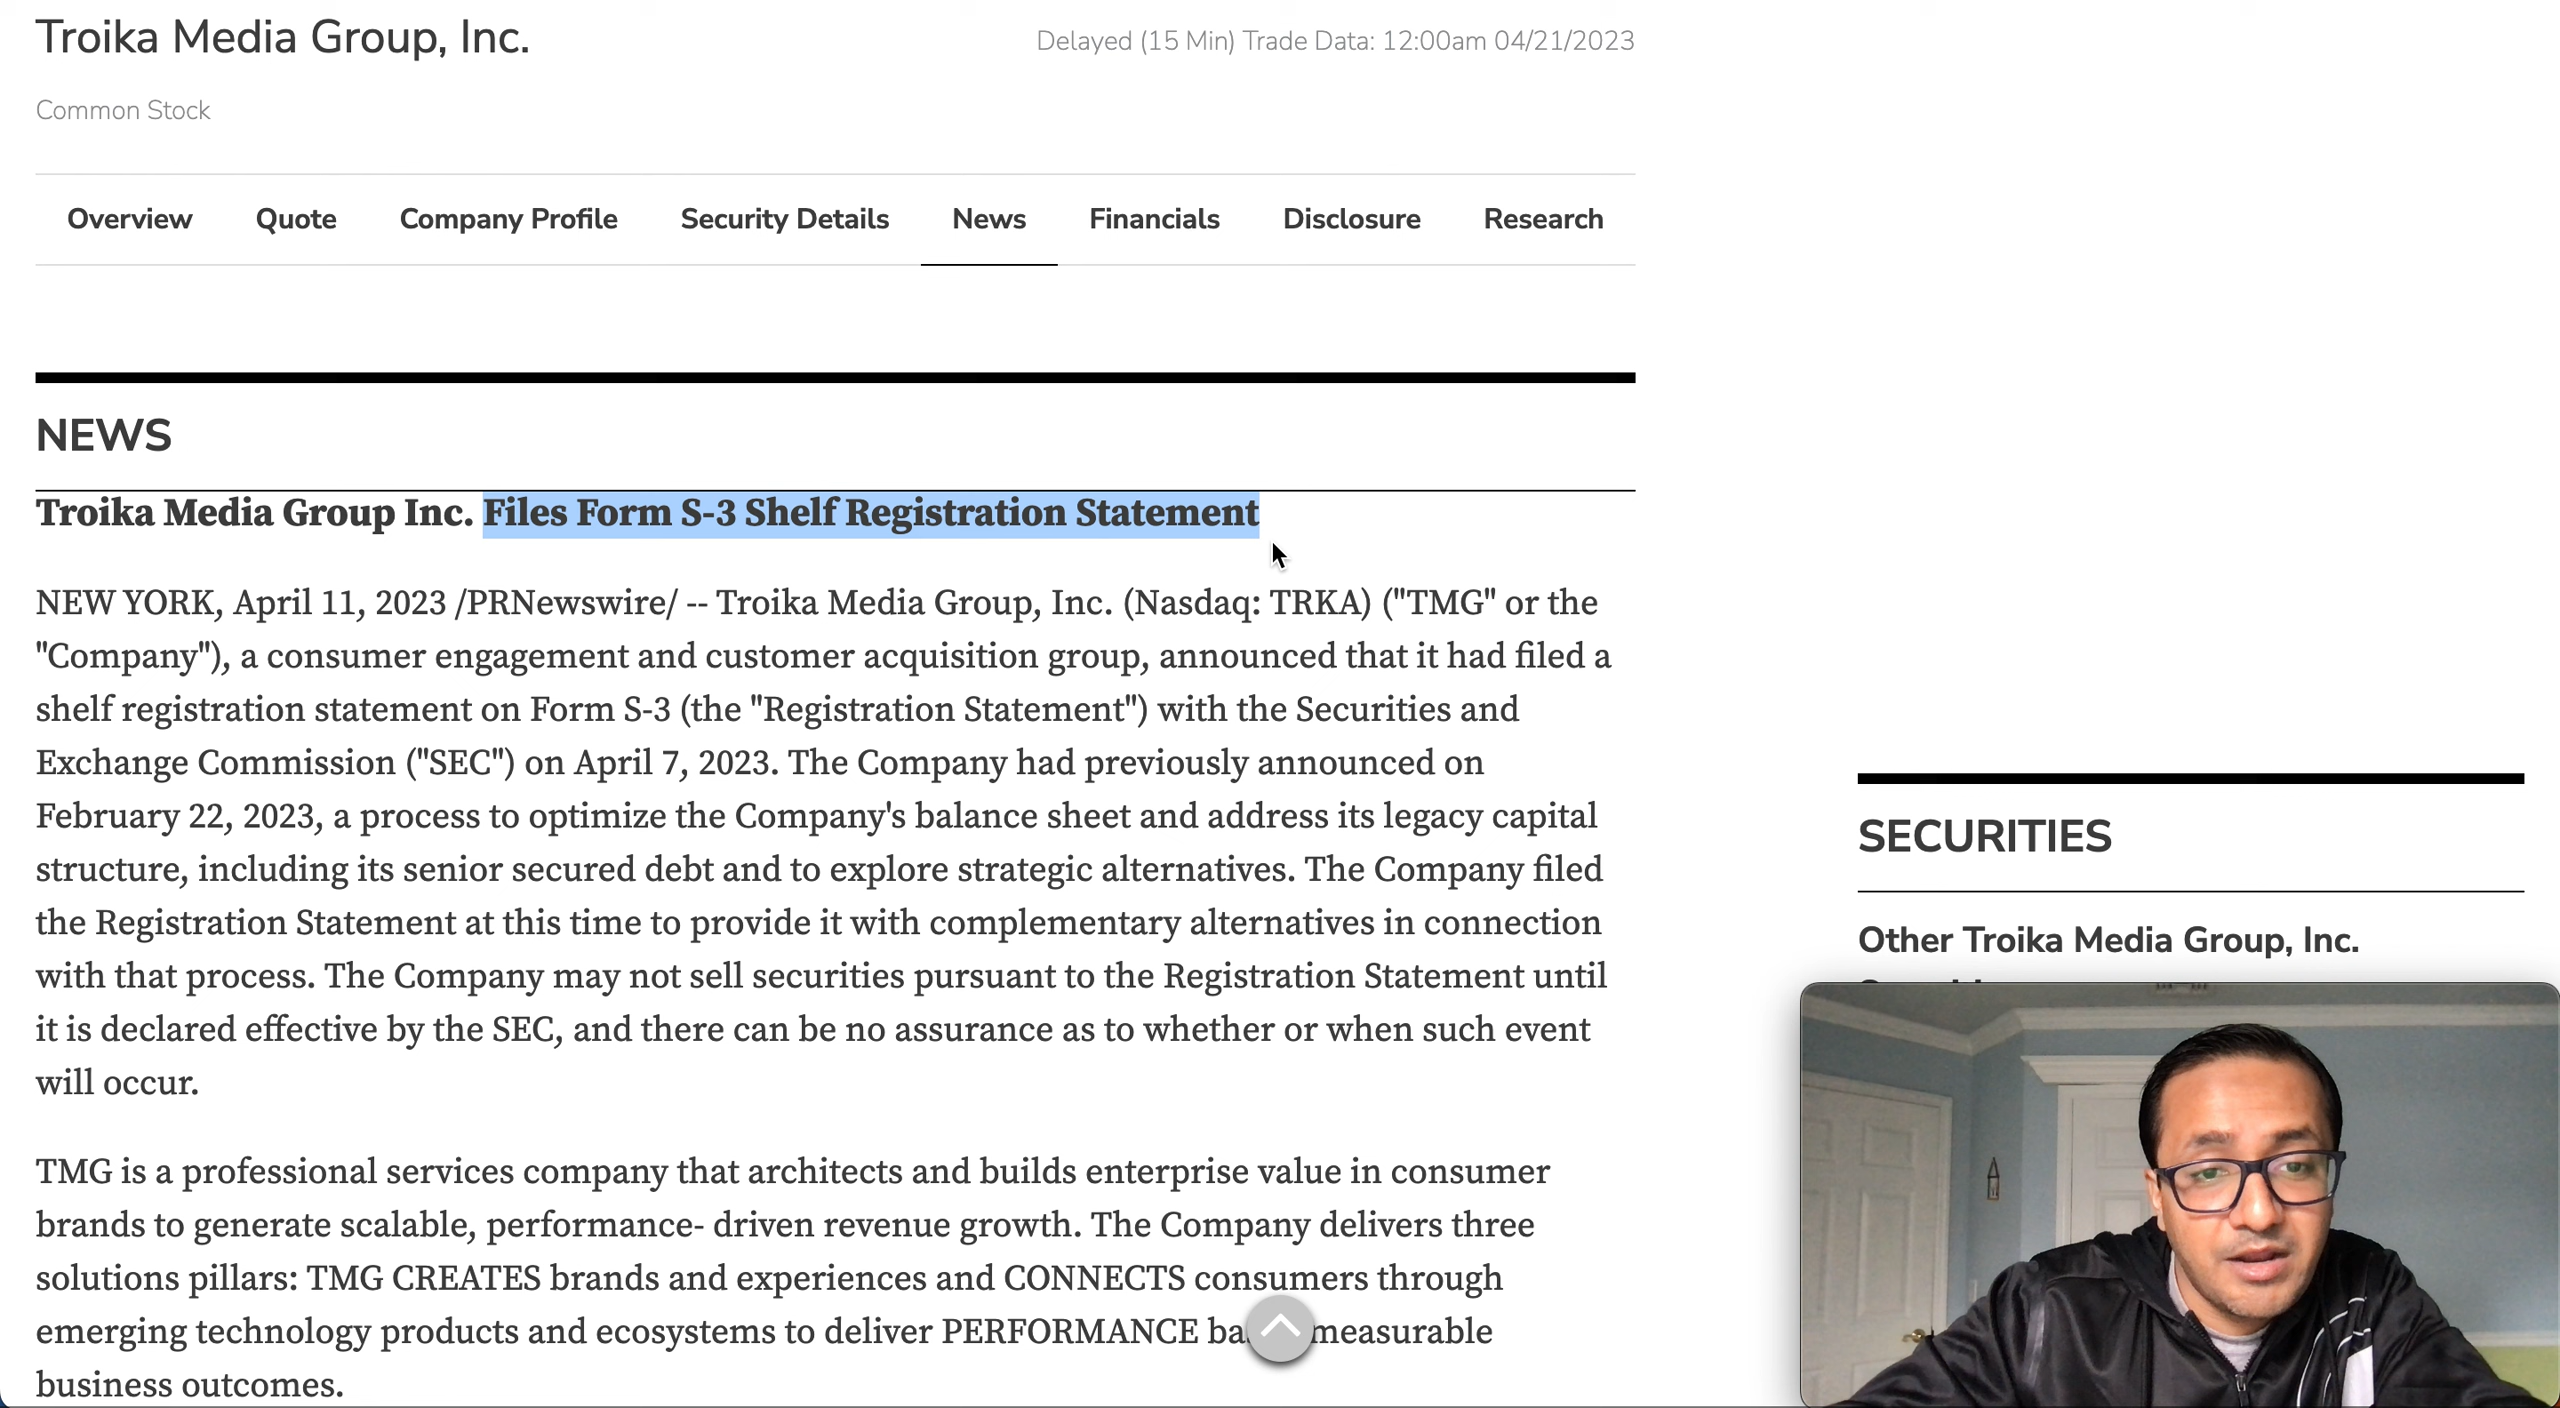 Troika Media Group, Inc.
Delayed (15 Min) Trade Data: 12:00am 04/21/2023
Common Stock
Overview Quote Company Profile Security Details News Financials Disclosure Research
NEWS
Troika Media Group Inc. Files Form S-3 Shelf Registration Statement
NEW YORK, April 11, 2023 /PRNewswire/ -- Troika Media Group, Inc. (Nasdaq: TRKA) ("TMG" or the
"Company"), a consumer engagement and customer acquisition group, announced that it had filed a
shelf registration statement on Form S-3 (the "Registration Statement") with the Securities and
Exchange Commission ("SEC") on April 7, 2023. The Company had previously announced on
February 22, 2023, a process to optimize the Company's balance sheet and address its legacy capital
structure, including its senior secured debt and to explore strategic alternatives. The Company filed
the Registration Statement at this time to provide it with complementary alternatives in connection
with that process. The Company may not sell securities pursuant to the Registration Statement until
it is declared effective by the SEC, and there can be no assurance as to whether or when such event
will occur.
TMG is a professional services company that architects and builds enterprise value in consumer
brands to generate scalable, performance- driven revenue growth. The Company delivers three
solutions pillars: TMG CREATES brands and experiences and CONNECTS consumers through
emerging technology products and ecosystems to deliver PERFORMANCE measurable
business outcomes.
SECURITIES
Other Troika Media Group, Inc.